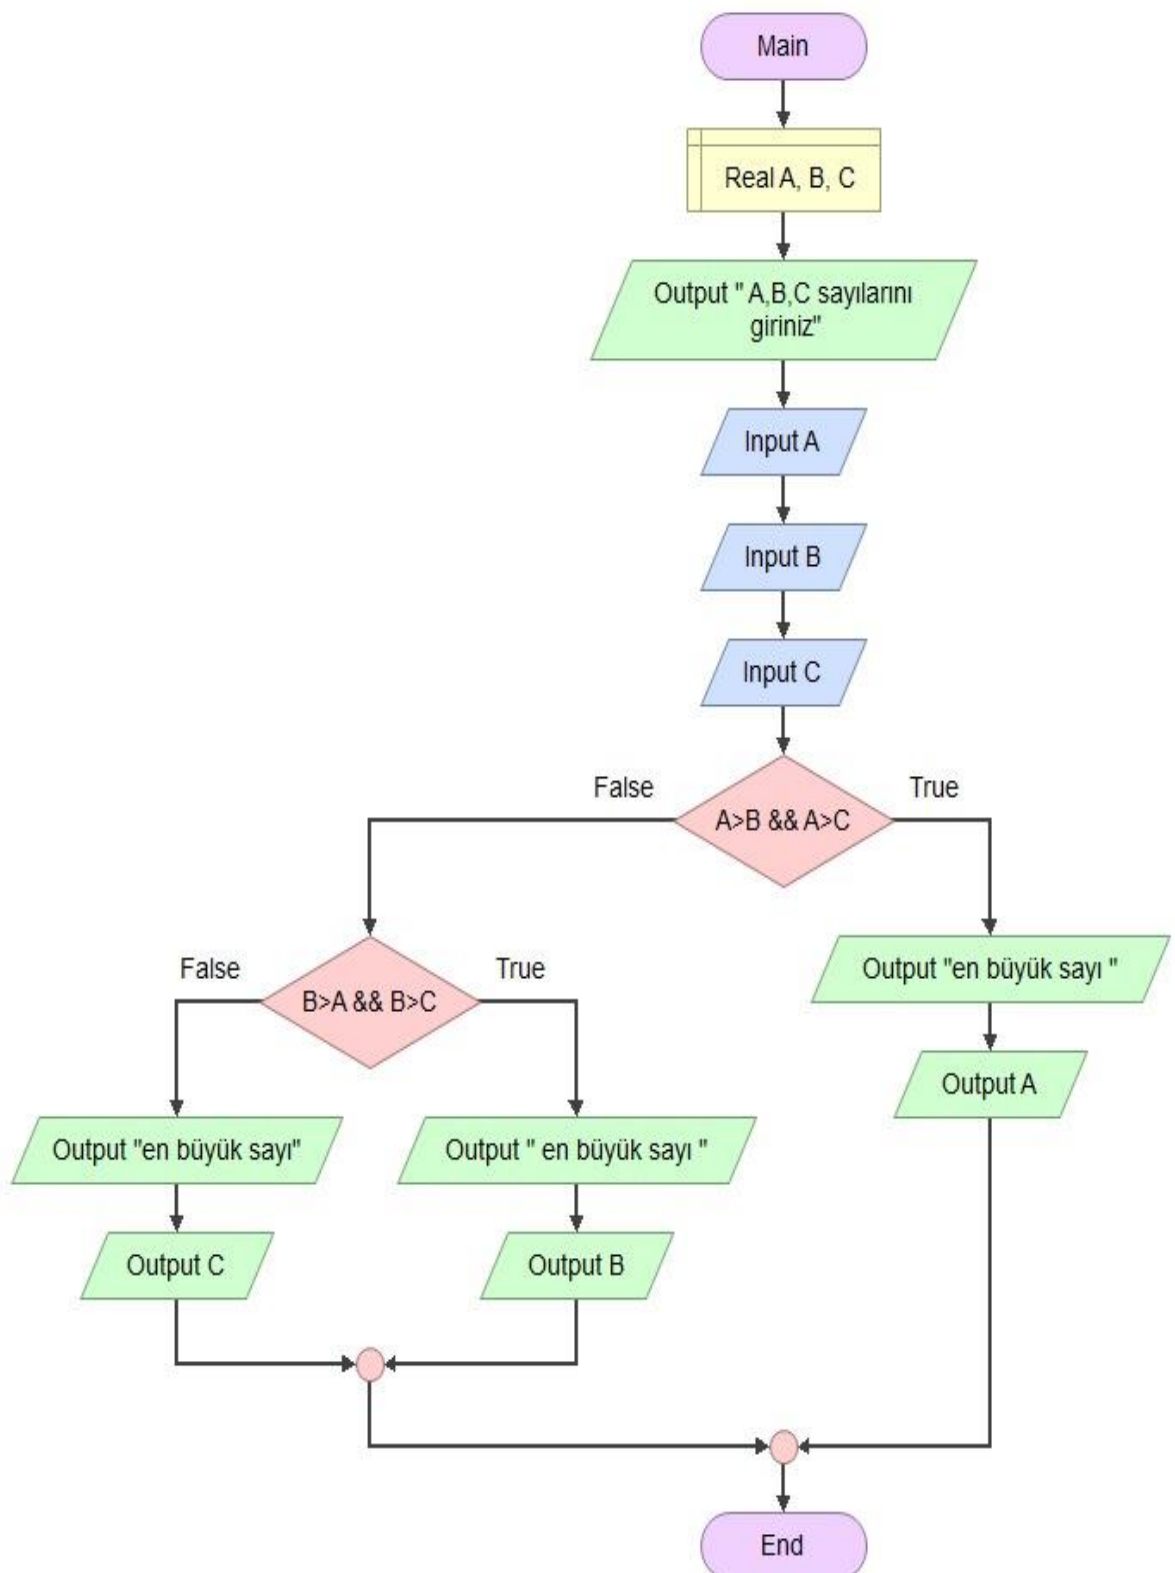 Main
Real A, B, C
Output " A,B,C sayılarını
giriniz"
Input A
Input B
Input C
False
True
A>B && A>C
False
True
B>A && B>C
Output "en büyük sayı "
Output A
Output "en büyük sayı"
Output " en büyük sayı "
Output C
Output B
End